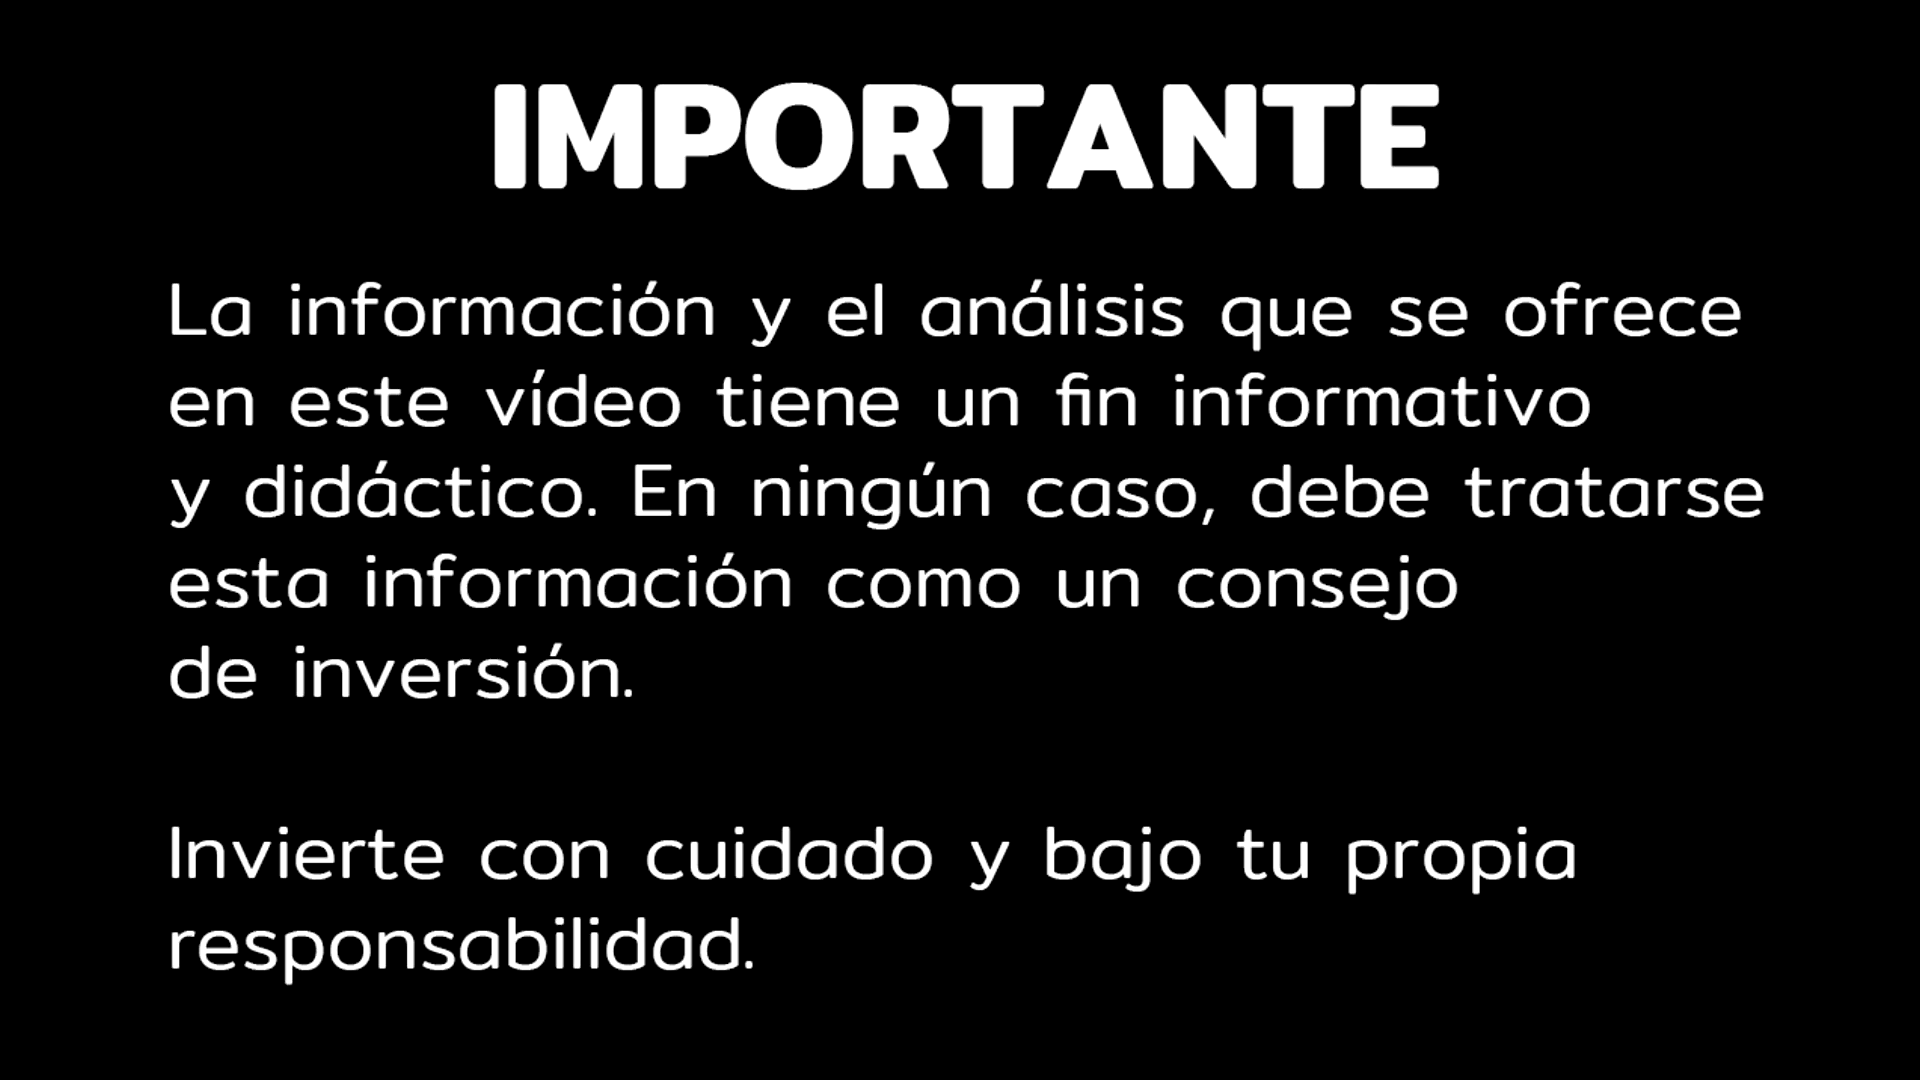 IMPORTANTE
La información y el análisis que se ofrece
en este vídeo tiene un fin informativo
y didáctico. En ningún caso, debe tratarse
esta información como un consejo
de inversión.
Invierte con cuidado y bajo tu propia
responsabilidad.